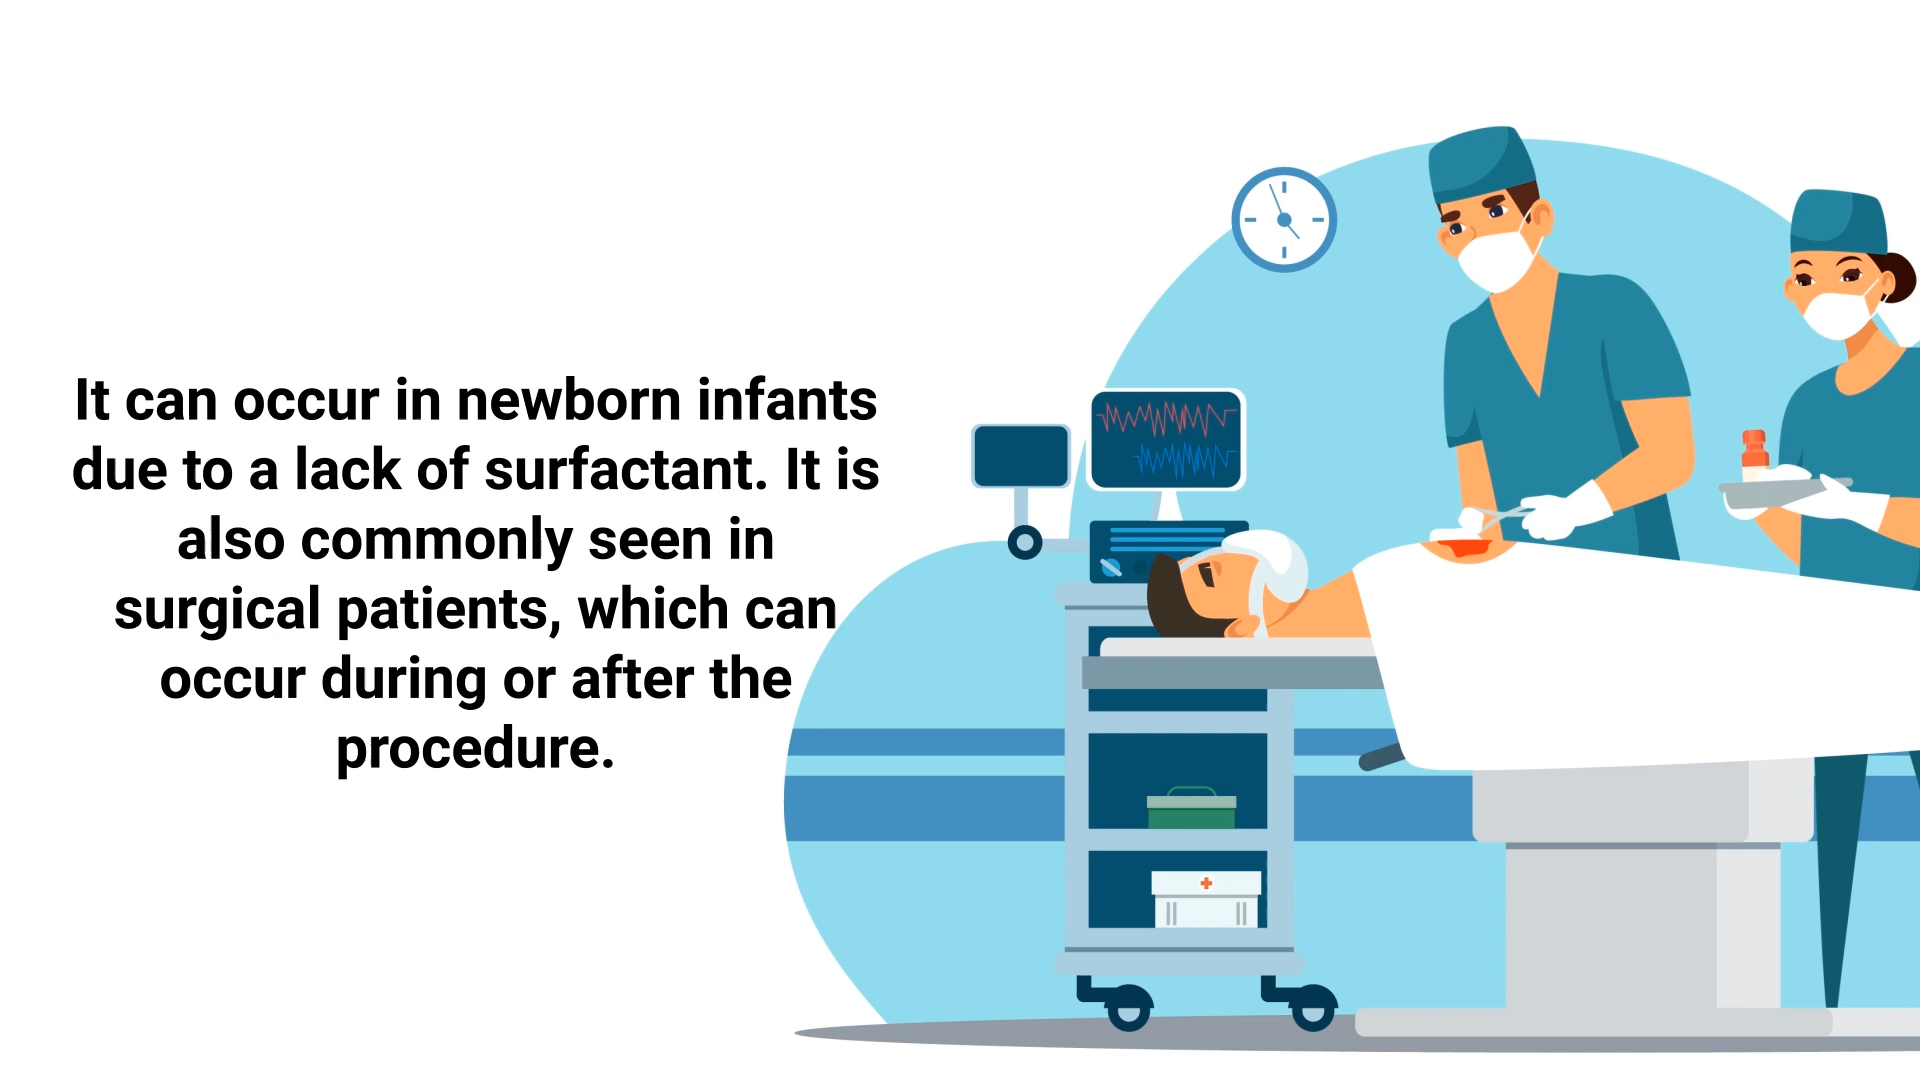 It can occur in newborn infants
due to a lack of surfactant. It is
also commonly seen in
surgical patients, which can
occur during or after the
procedure.